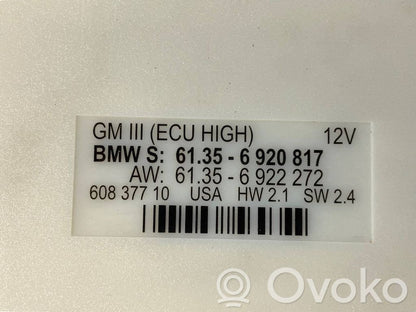 GM III (ECU HIGH) 12V
BMW S: 61.35 - 6 920 817
AW: 61.35 - 6 922 272
608 377 10 USA HW 2.1 SW 2.4
Ovoko